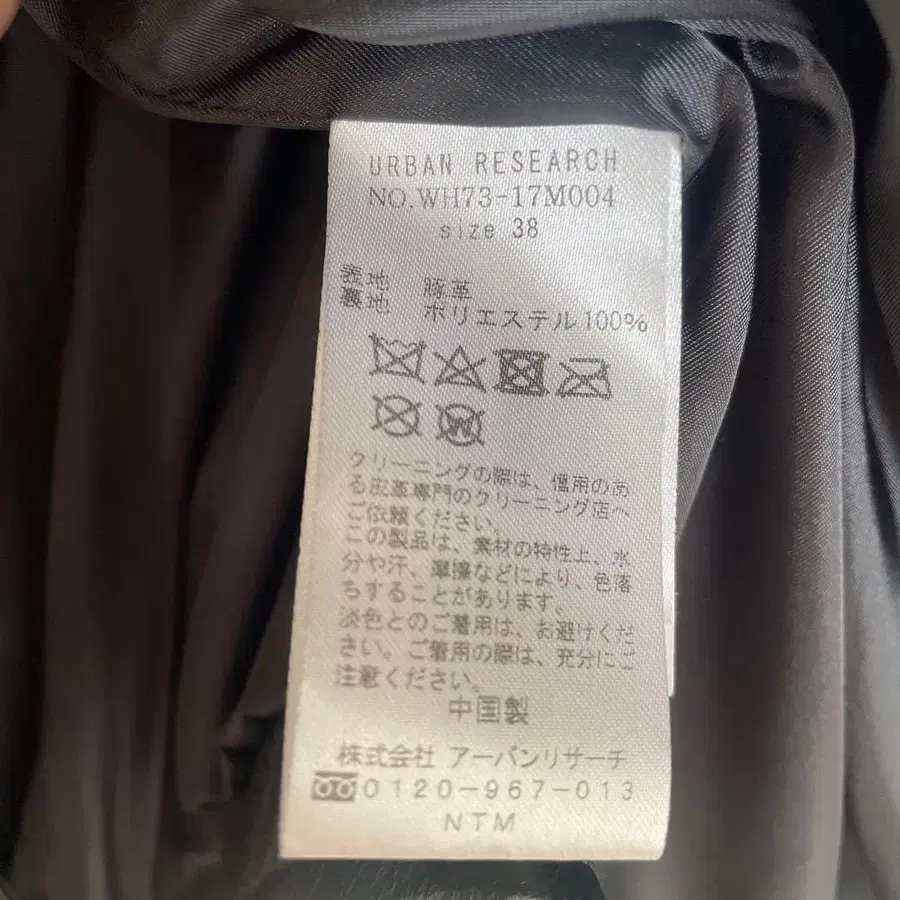 URBAN RESEARCH
NO.WH73-17M004
size 38
表地 豚革
裏地 ポリエステル100%
W
クリーニングの際は、信用のあ
る皮革専門のクリーニング店へ
ご依頼ください。
この製品は、素材の特性上、水
分や汗、摩擦などにより、色落
ちすることがあります。
淡色とのご着用は、お避けくだ
さい。ご着用の際は、充分にご
注意ください。
中国製
株式会社 アーバンリサーチ
0120-967-013
NTM